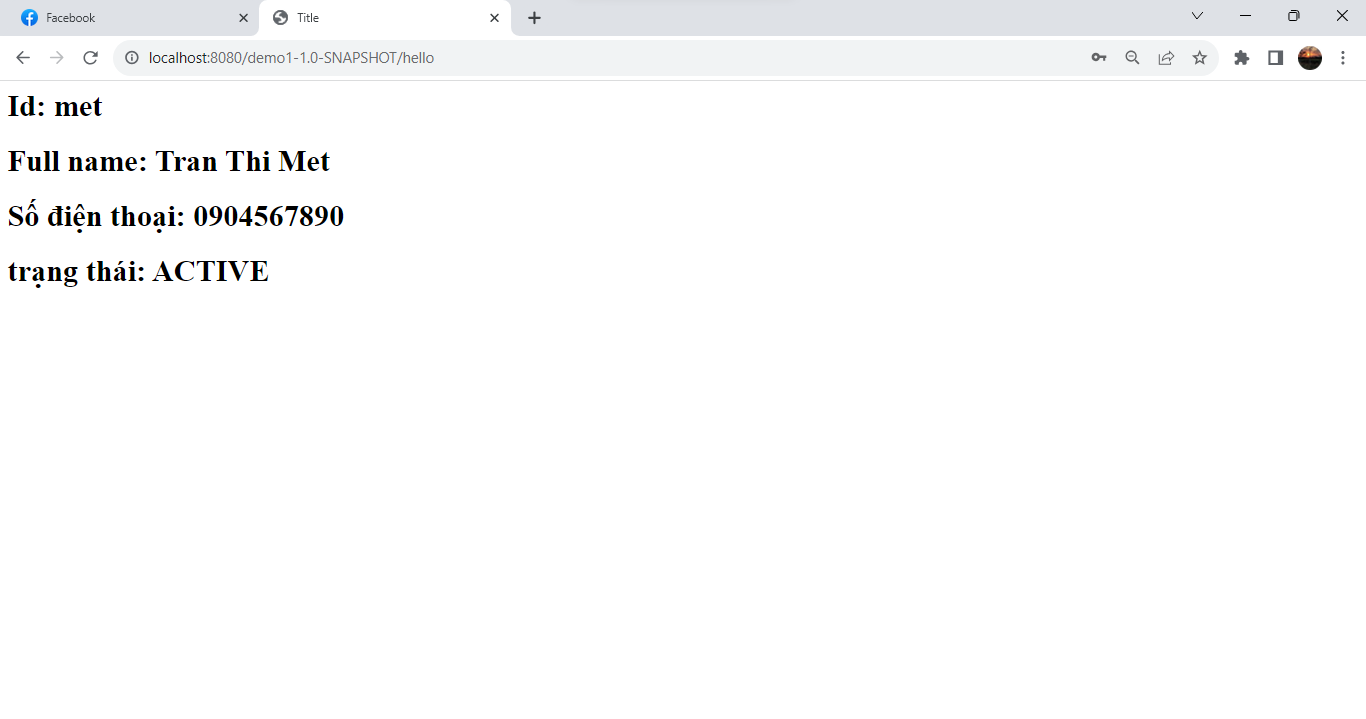 Facebook
Title
localhost:8080/demo1-1.0-SNAPSHOT/hello
Id: met
Full name: Tran Thi Met
Số điện thoại: 0904567890
trạng thái: ACTIVE